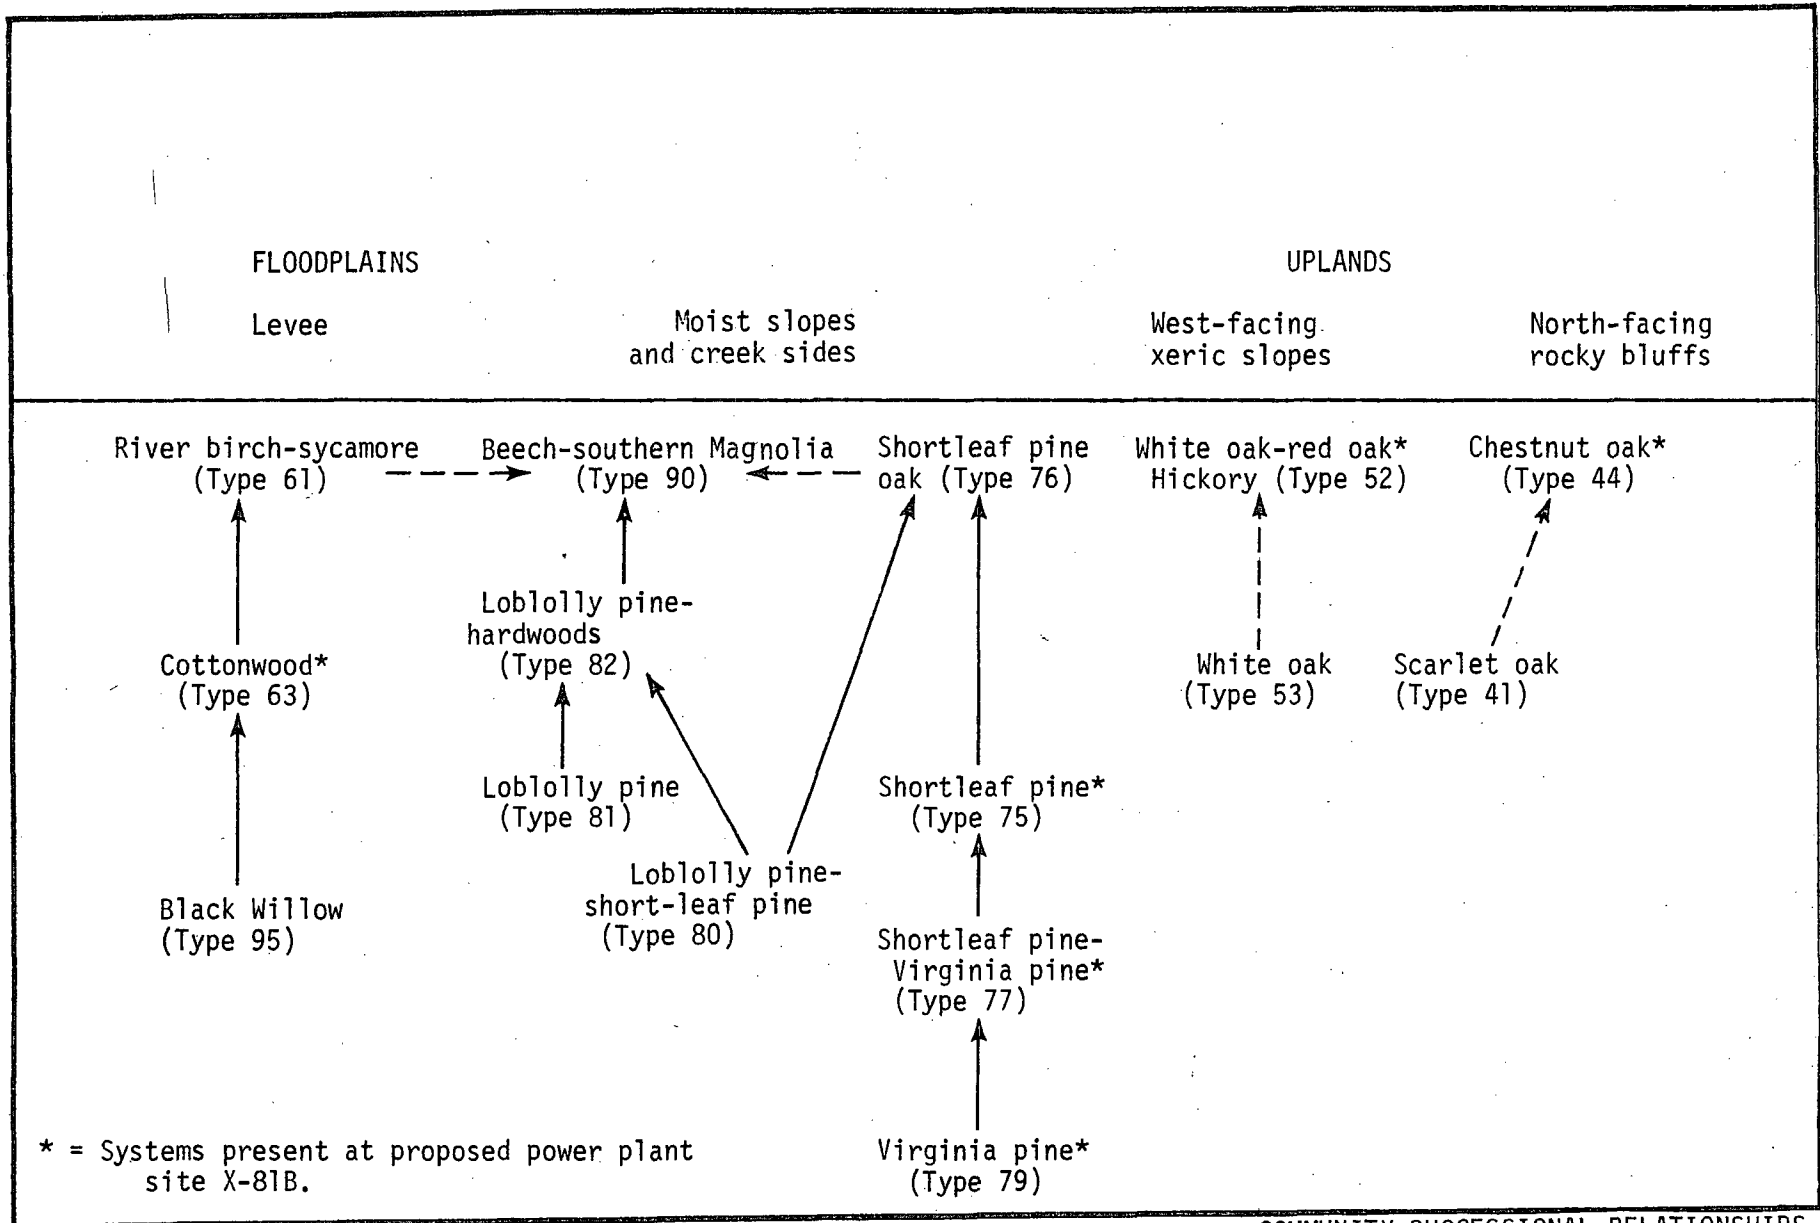 FLOODPLAINS
UPLANDS
Levee
Moist slopes
and creek sides
West-facing
xeric slopes
North-facing
rocky bluffs
River birch-sycamore
(Type 61)
Beech-southern Magnolia
(Type 90)
Shortleaf pine
oak (Type 76)
White oak-red oak*
Hickory (Type 52)
Chestnut oak*
(Type 44)
Loblolly pine-
hardwoods
(Type 82)
Cottonwood*
(Type 63)
White oak
(Type 53)
Scarlet oak
(Type 41)
Loblolly pine
(Type 81)
Shortleaf pine*
(Type 75)
Loblolly pine-
short-leaf pine
(Type 80)
Black Willow
(Type 95)
Shortleaf pine-
Virginia pine*
(Type 77)
Virginia pine*
(Type 79)
* = Systems present at proposed power plant
site X-81B.
COMMUNITY SUCCESSIONAL RELATIONSHIPS